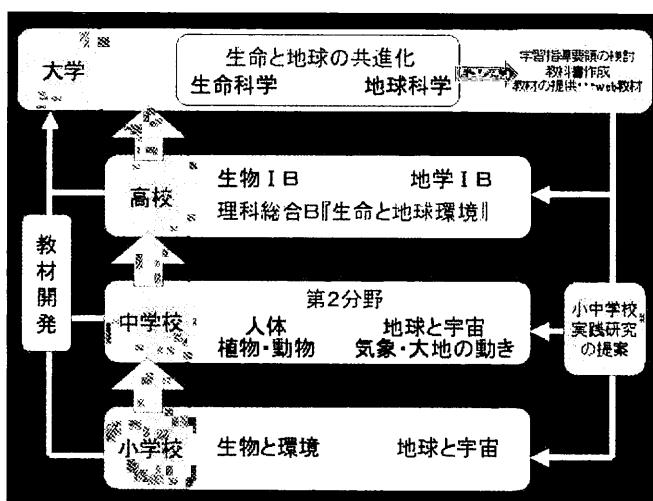 大学
生命と地球の共進化
生命科学 地球科学
学習指導要領の検討
教科書作成
教材の提供…web教材
高校
生物ⅠB 地学ⅠB
理科総合B『生命と地球環境』
教材開発
中学校
第2分野
人体 地球と宇宙
植物・動物 気象・大地の動き
小中学校
実践研究
の提案
小学校
生物と環境 地球と宇宙